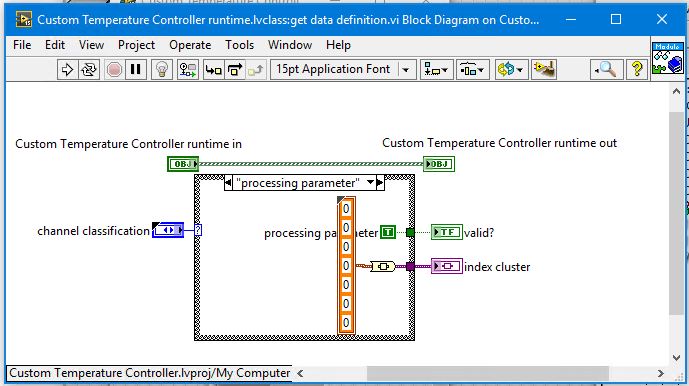 Custom Temperature Controller runtime.lvclass:get data definition.vi Block Diagram on Custo...
File Edit View Project Operate Tools Window Help
15pt Application Font
Module
Custom Temperature Controller runtime in
Custom Temperature Controller runtime out
OBJ
OBJ
"processing parameter"
channel classification
?
0
0
0
0
0
0
0
T
TF
valid?
index cluster
Custom Temperature Controller.lvproj/My Computer